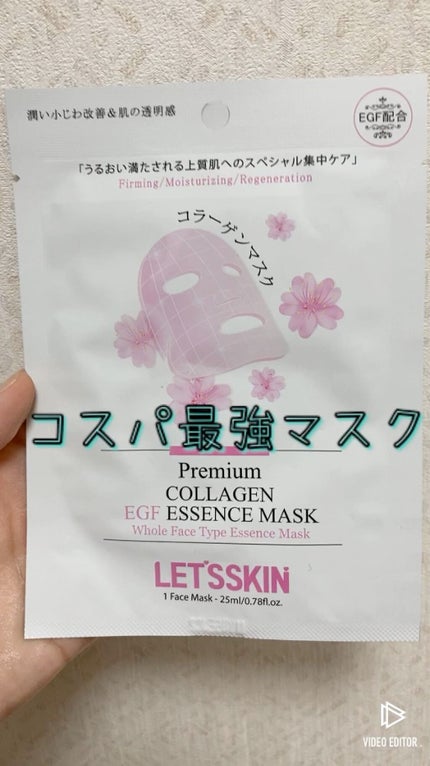 潤い小じわ改善&肌の透明感
EGF配合
「うるおい満たされる上質肌へのスペシャル集中ケア」
Firming/Moisturizing/Regeneration
コラーゲンマスク
コスパ最強マスク
Premium
COLLAGEN
EGF ESSENCE MASK
Whole Face Type Essence Mask
LET'SSKIN
1 Face Mask - 25ml/0.78fl.oz.
VIDEO EDITOR